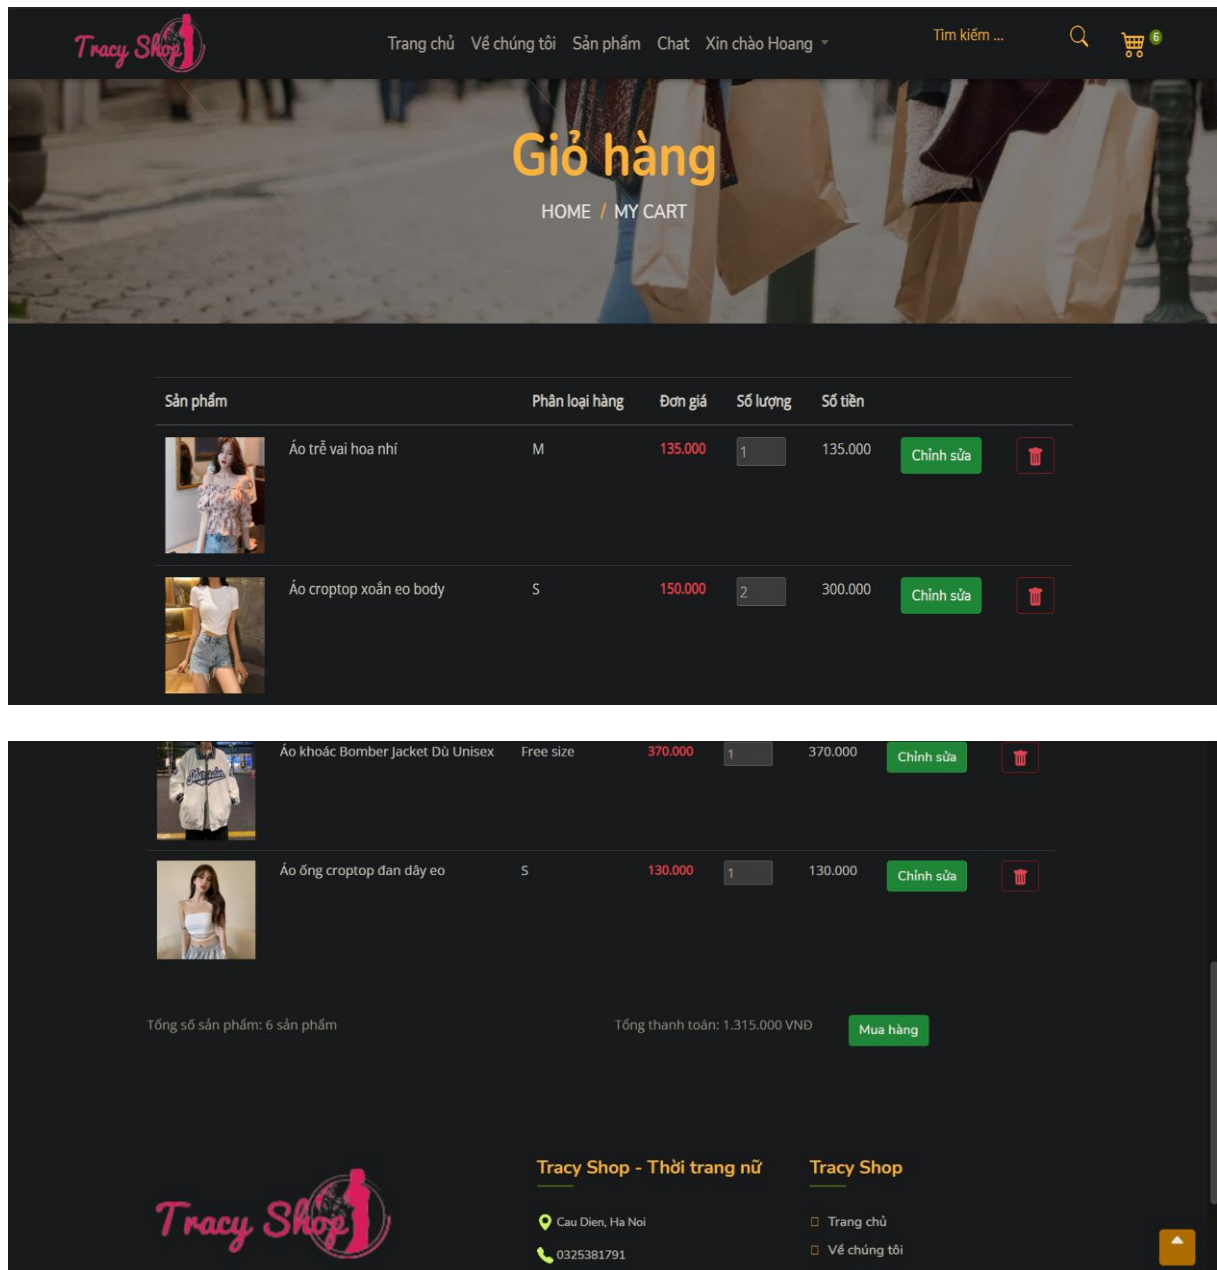 Tracy Shop
Trang chủ Về chúng tôi Sản phẩm Chat Xin chào Hoang
Tìm kiếm ...
6
Giỏ hàng
HOME / MY CART
Sản phẩm Phân loại hàng Đơn giá Số lượng Số tiền
Áo trễ vai hoa nhí M 135.000 1 135.000 Chỉnh sửa
Áo croptop xoắn eo body S 150.000 2 300.000 Chỉnh sửa
Áo khoác Bomber Jacket Dù Unisex Free size 370.000 1 370.000 Chỉnh sửa
Áo ống croptop đan dây eo S 130.000 1 130.000 Chỉnh sửa
Tổng số sản phẩm: 6 sản phẩm Tổng thanh toán: 1.315.000 VNĐ Mua hàng
Tracy Shop
Tracy Shop - Thời trang nữ
Cau Dien, Ha Noi
0325381791
Tracy Shop
Trang chủ
Về chúng tôi